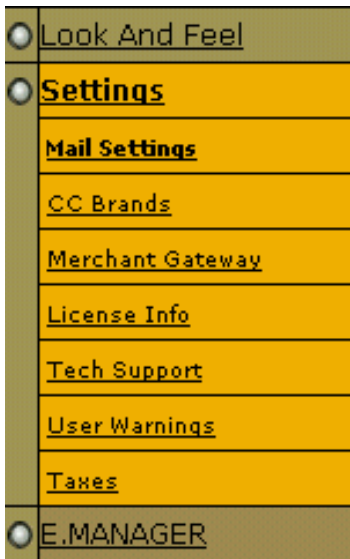 Look And Feel
Settings
Mail Settings
CC Brands
Merchant Gateway
License Info
Tech Support
User Warnings
Taxes
E.MANAGER